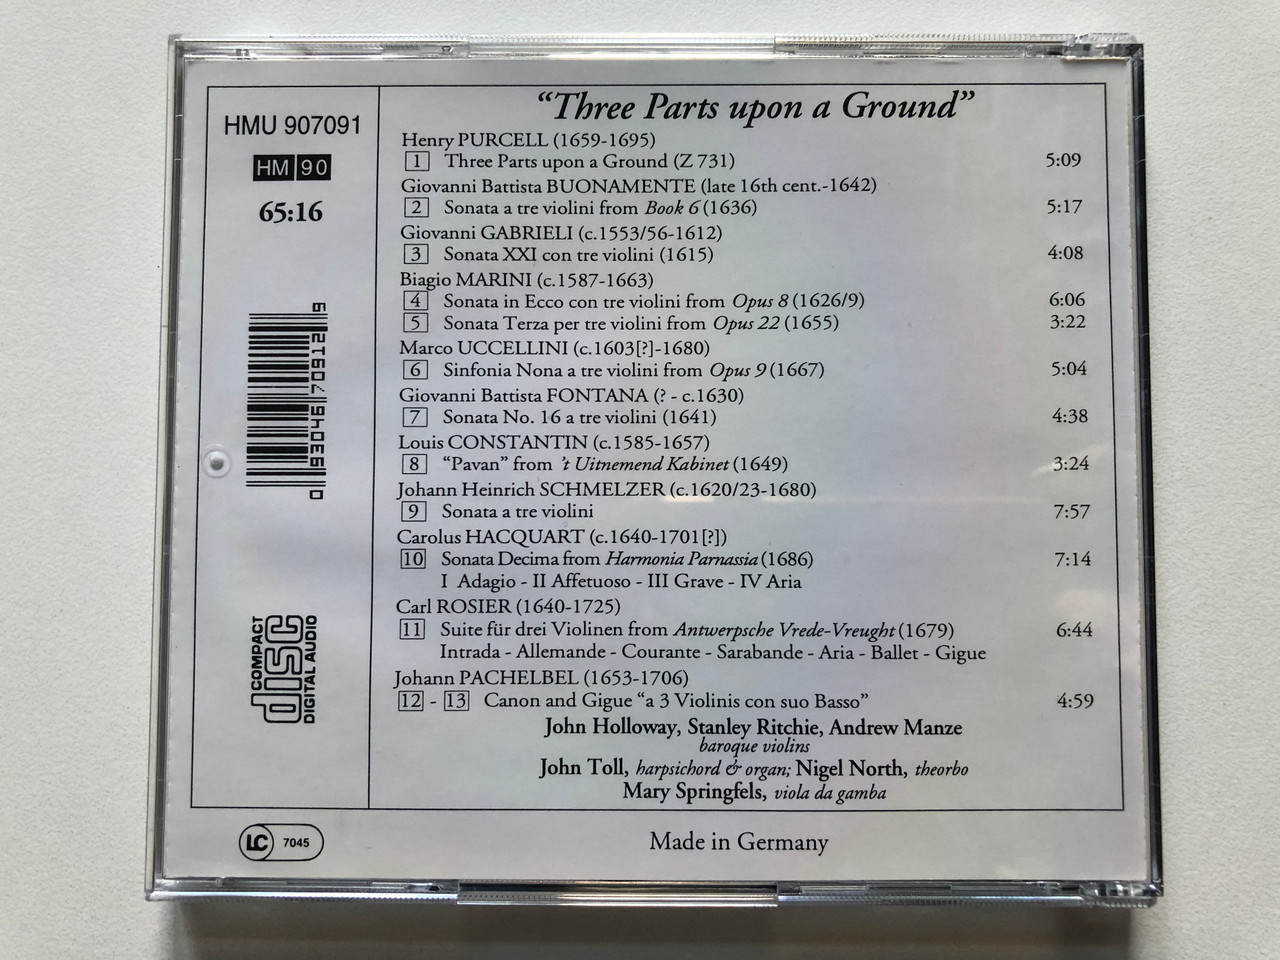 HMU 907091
HM 90
65:16
0 93046 70912 9
COMPACT
disc
DIGITAL AUDIO
"Three Parts upon a Ground"
Henry PURCELL (1659-1695)
1 Three Parts upon a Ground (Z 731) 5:09
Giovanni Battista BUONAMENTE (late 16th cent.-1642)
2 Sonata a tre violini from Book 6 (1636) 5:17
Giovanni GABRIELI (c.1553/56-1612)
3 Sonata XXI con tre violini (1615) 4:08
Biagio MARINI (c.1587-1663)
4 Sonata in Ecco con tre violini from Opus 8 (1626/9) 6:06
5 Sonata Terza per tre violini from Opus 22 (1655) 3:22
Marco UCCELLINI (c.1603[?]-1680)
6 Sinfonia Nona a tre violini from Opus 9 (1667) 5:04
Giovanni Battista FONTANA (? - c.1630)
7 Sonata No. 16 a tre violini (1641) 4:38
Louis CONSTANTIN (c.1585-1657)
8 "Pavan" from 't Uitnemend Kabinet (1649) 3:24
Johann Heinrich SCHMELZER (c.1620/23-1680)
9 Sonata a tre violini 7:57
Carolus HACQUART (c.1640-1701[?])
10 Sonata Decima from Harmonia Parnassia (1686) 7:14
I Adagio - II Affetuoso - III Grave - IV Aria
Carl ROSIER (1640-1725)
11 Suite für drei Violinen from Antwerpsche Vrede-Vreught (1679) 6:44
Intrada - Allemande - Courante - Sarabande - Aria - Ballet - Gigue
Johann PACHELBEL (1653-1706)
12 - 13 Canon and Gigue "a 3 Violinis con suo Basso" 4:59
John Holloway, Stanley Ritchie, Andrew Manze
baroque violins
John Toll, harpsichord & organ; Nigel North, theorbo
Mary Springfels, viola da gamba
LC 7045
Made in Germany